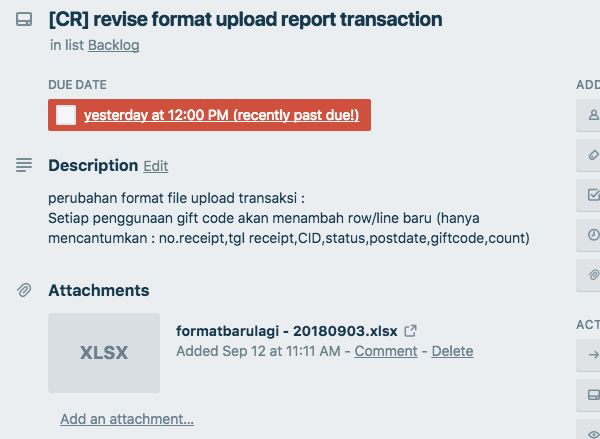 [CR] revise format upload report transaction
in list Backlog
DUE DATE
yesterday at 12:00 PM (recently past due!)
Description Edit
perubahan format file upload transaksi :
Setiap penggunaan gift code akan menambah row/line baru (hanya
mencantumkan : no.receipt,tgl receipt,CID,status,postdate,giftcode,count)
Attachments
XLSX
formatbarulagi - 20180903.xlsx
Added Sep 12 at 11:11 AM - Comment - Delete
Add an attachment...
ADD
ACT